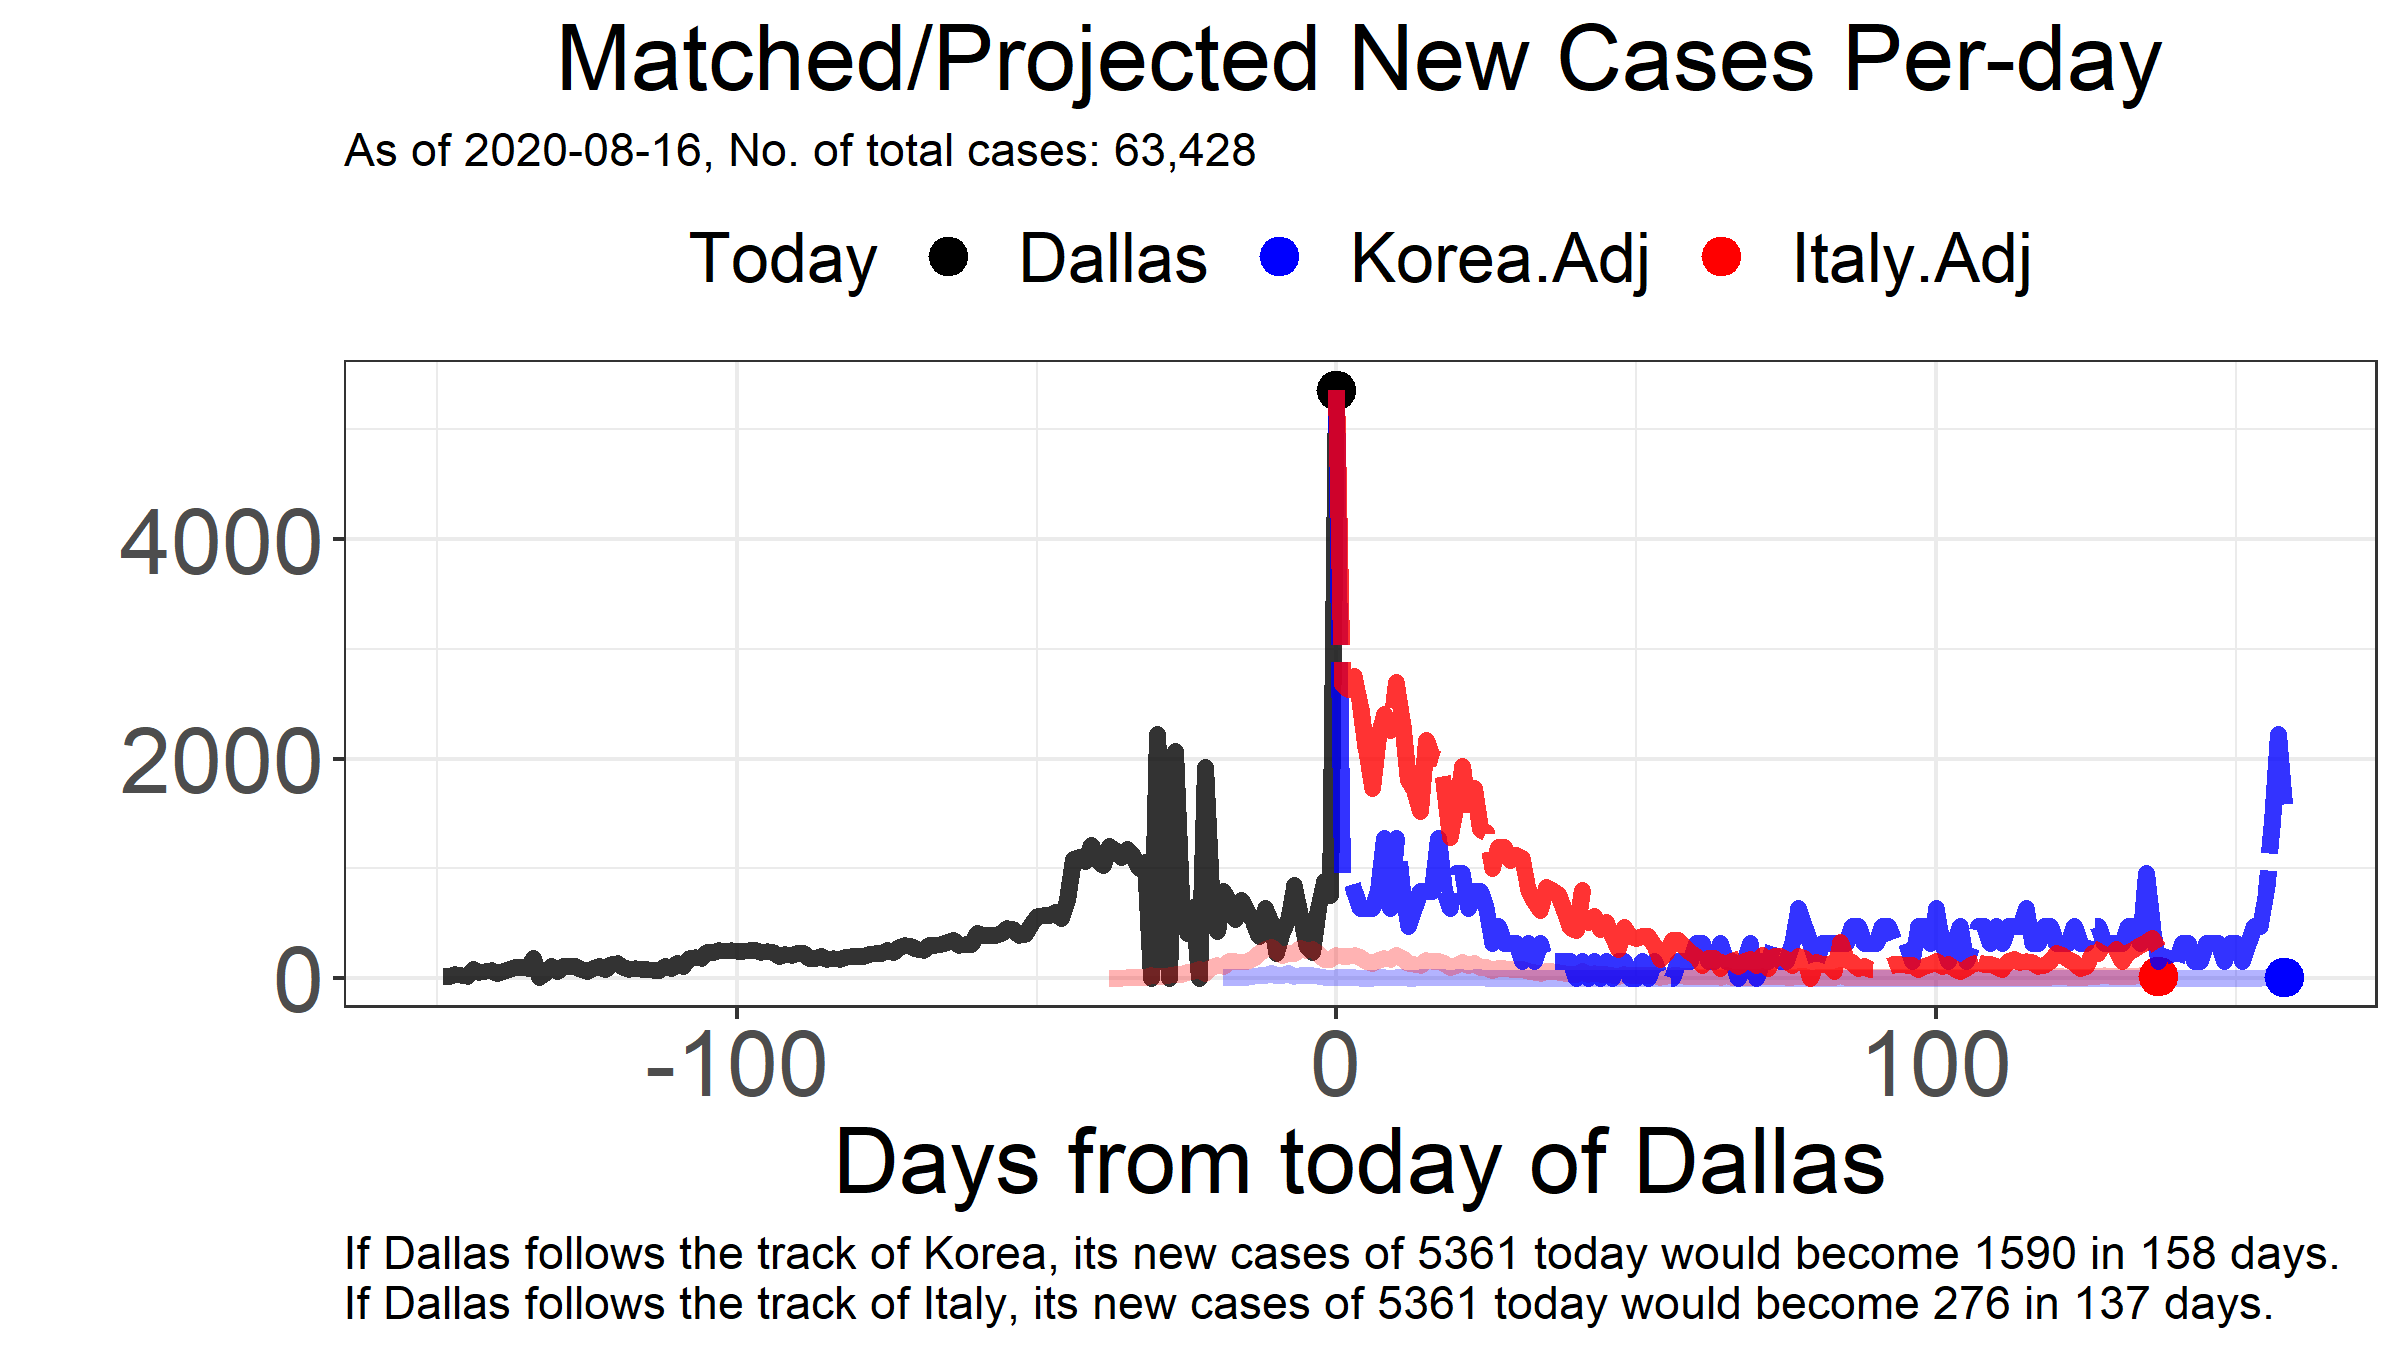 Matched/Projected New Cases Per-day
As of 2020-08-16, No. of total cases: 63,428
Today Dallas Korea.Adj Italy.Adj
4000
2000
0
-100 0 100
Days from today of Dallas
If Dallas follows the track of Korea, its new cases of 5361 today would become 1590 in 158 days.
If Dallas follows the track of Italy, its new cases of 5361 today would become 276 in 137 days.